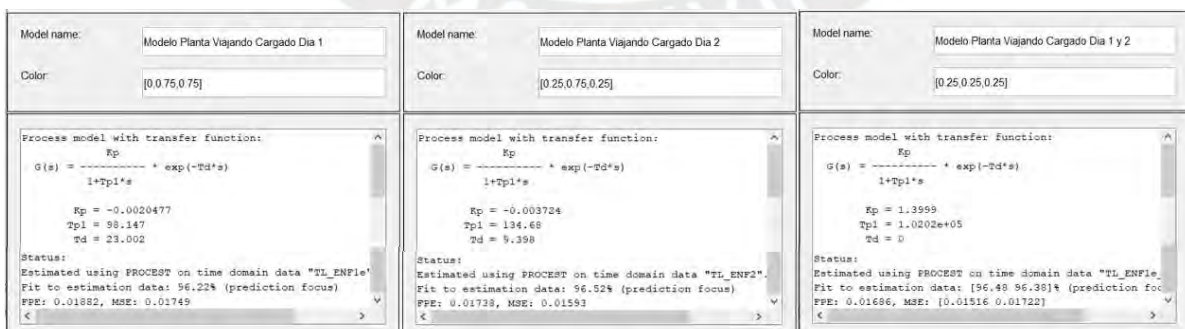 Model name:
Modelo Planta Viajando Cargado Dia 1
Color:
[0,0.75,0.75]
Process model with transfer function:
Kp
G(s) = ---------- * exp(-Td*s)
1+Tp1*s
Kp = -0.0020477
Tp1 = 98.147
Td = 23.002
Status:
Estimated using PROCEST on time domain data "TL_ENF1e"
Fit to estimation data: 96.22% (prediction focus)
FPE: 0.01882, MSE: 0.01749
Model name:
Modelo Planta Viajando Cargado Dia 2
Color:
[0.25,0.75,0.25]
Process model with transfer function:
Kp
G(s) = ---------- * exp(-Td*s)
1+Tp1*s
Kp = -0.003724
Tp1 = 134.68
Td = 9.398
Status:
Estimated using PROCEST on time domain data "TL_ENF2".
Fit to estimation data: 96.52% (prediction focus)
FPE: 0.01738, MSE: 0.01593
Model name:
Modelo Planta Viajando Cargado Dia 1 y 2
Color:
[0.25,0.25,0.25]
Process model with transfer function:
Kp
G(s) = ---------- * exp(-Td*s)
1+Tp1*s
Kp = 1.3999
Tp1 = 1.0202e+05
Td = 0
Status:
Estimated using PROCEST on time domain data "TL_ENF1e_
Fit to estimation data: [96.48 96.38]% (prediction foc
FPE: 0.01686, MSE: [0.01516 0.01722]